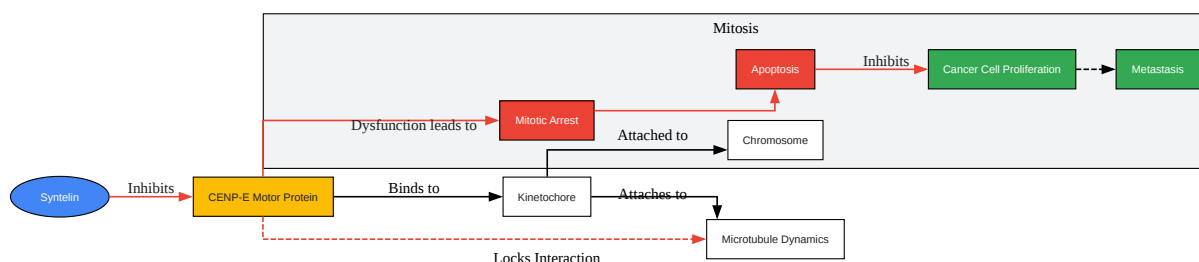 Mitosis
Apoptosis
Inhibits
Cancer Cell Proliferation
Metastasis
Dysfunction leads to
Mitotic Arrest
Attached to
Chromosome
Syntelin
Inhibits
CENP-E Motor Protein
Binds to
Kinetochore
Attaches to
Microtubule Dynamics
Locks Interaction